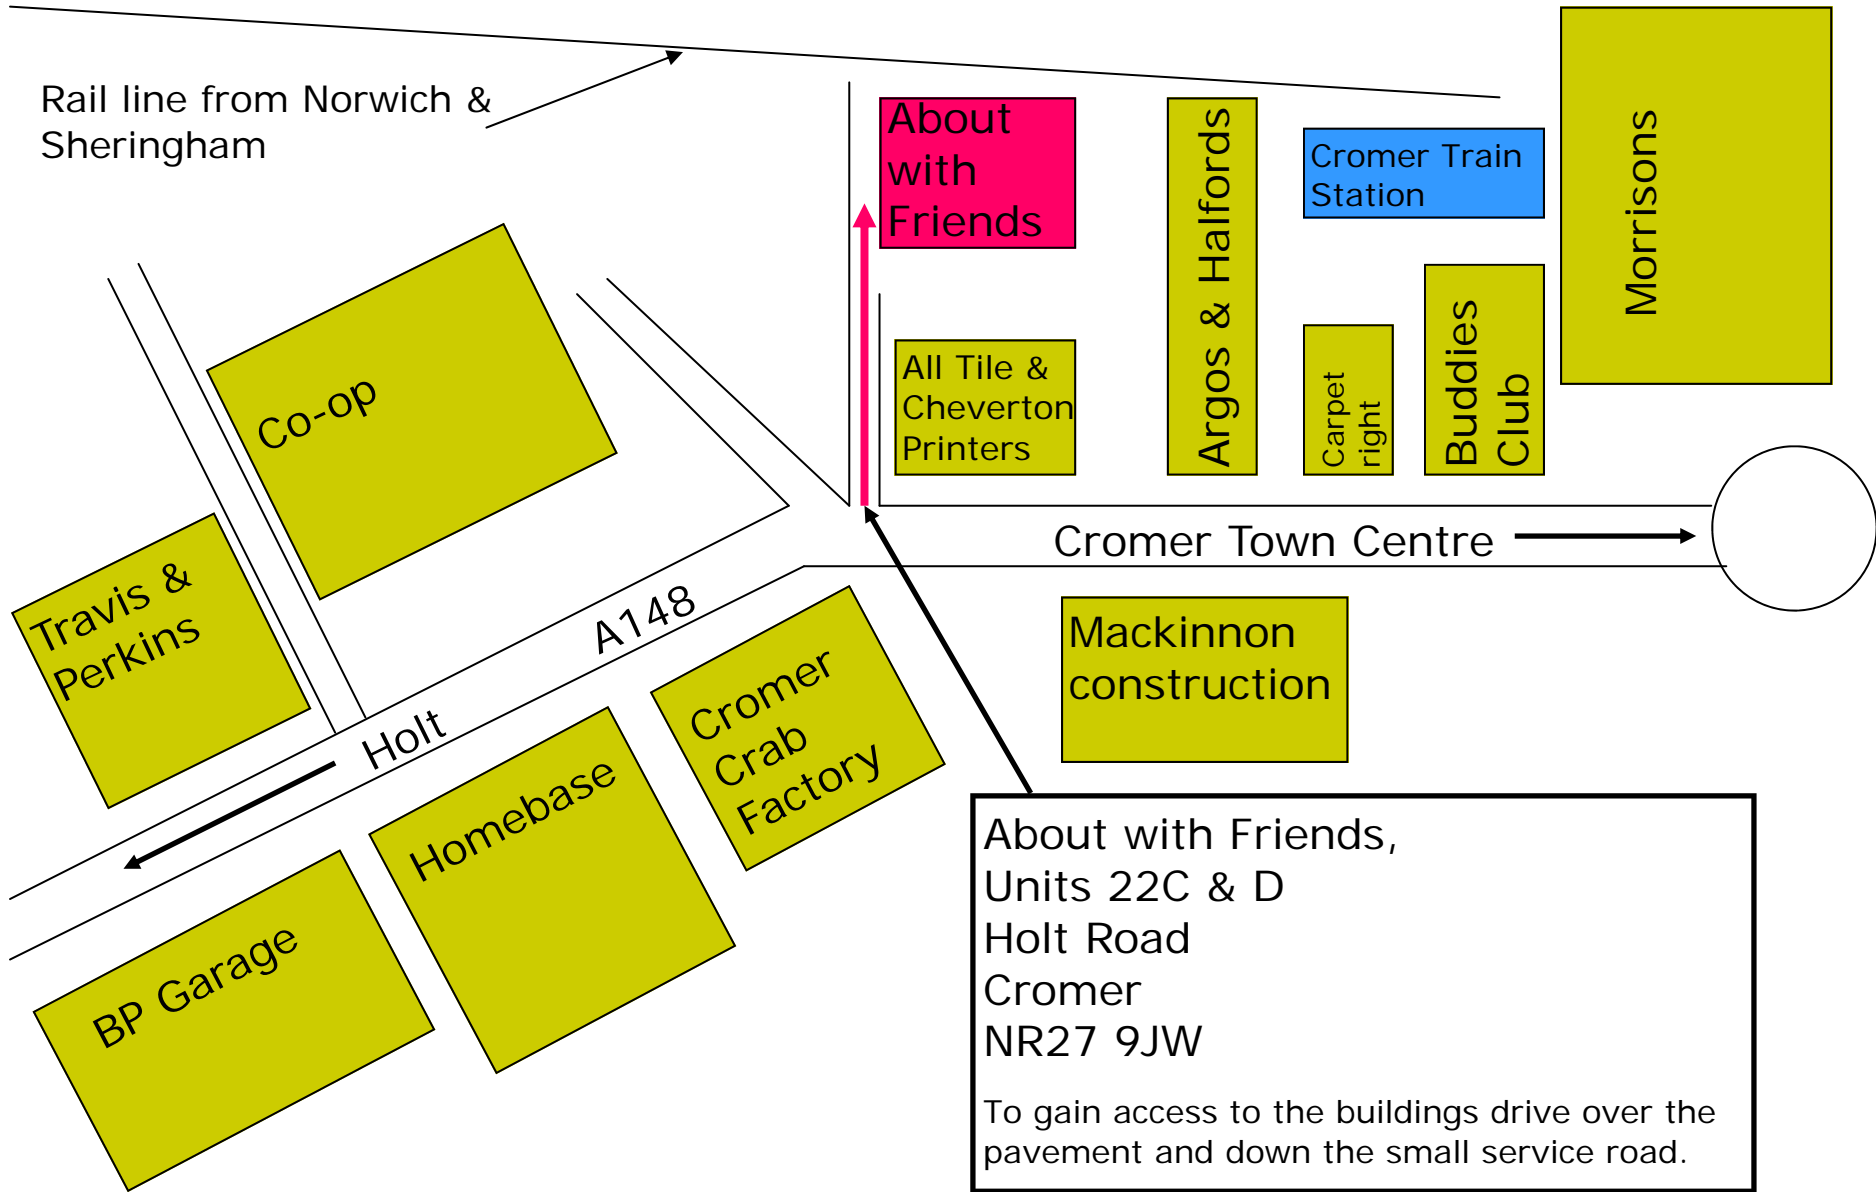 Rail line from Norwich &
Sheringham
About
with
Friends
Argos & Halfords
Cromer Train
Station
Morrisons
Co-op
All Tile &
Cheverton
Printers
Carpet
right
Buddies
Club
Cromer Town Centre
Travis &
Perkins
A148
Holt
Mackinnon
construction
Cromer
Crab
Factory
Homebase
BP Garage
About with Friends,
Units 22C & D
Holt Road
Cromer
NR27 9JW
To gain access to the buildings drive over the
pavement and down the small service road.